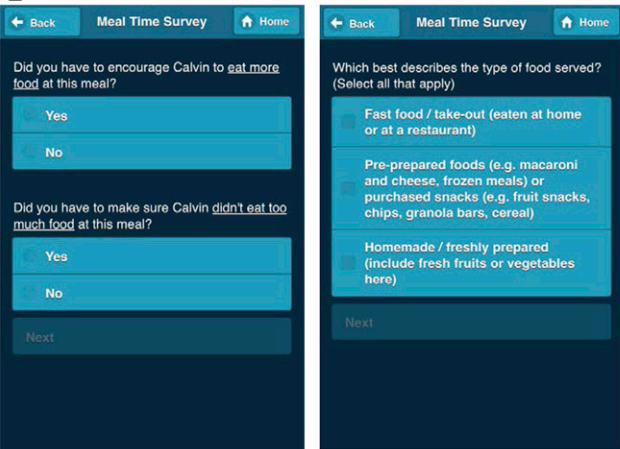 Back Meal Time Survey Home
Did you have to encourage Calvin to eat more
food at this meal?
Yes
No
Did you have to make sure Calvin didn't eat too
much food at this meal?
Yes
No
Next
Back Meal Time Survey Home
Which best describes the type of food served?
(Select all that apply)
Fast food / take-out (eaten at home
or at a restaurant)
Pre-prepared foods (e.g. macaroni
and cheese, frozen meals) or
purchased snacks (e.g. fruit snacks,
chips, granola bars, cereal)
Homemade / freshly prepared
(include fresh fruits or vegetables
here)
Next